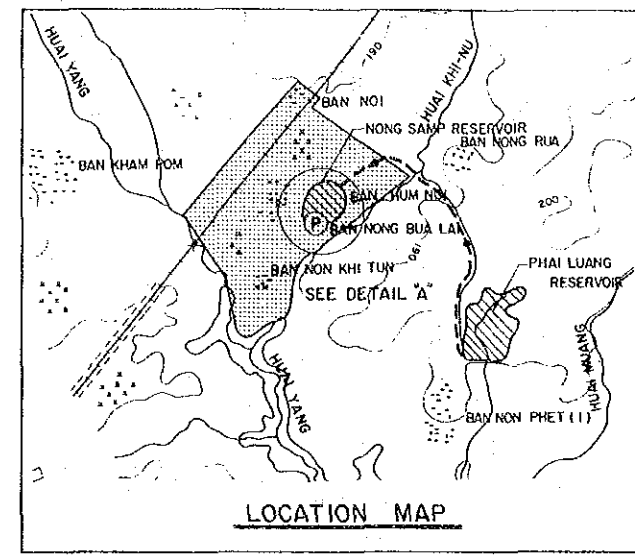 HUAI YANG
190
HUAI KHI-NU
BAN NOI
NONG SAMP RESERVOIR
BAN NONG RUA
BAN KHAM POM
BAN HUM NOI
200
P
BAN NONG BUA LAI
190
PHAI LUANG
RESERVOIR
BAN NON KHI TUN
SEE DETAIL "A"
HUAI YANG
HUAI MUANG
BAN NON PHET (1)
LOCATION MAP